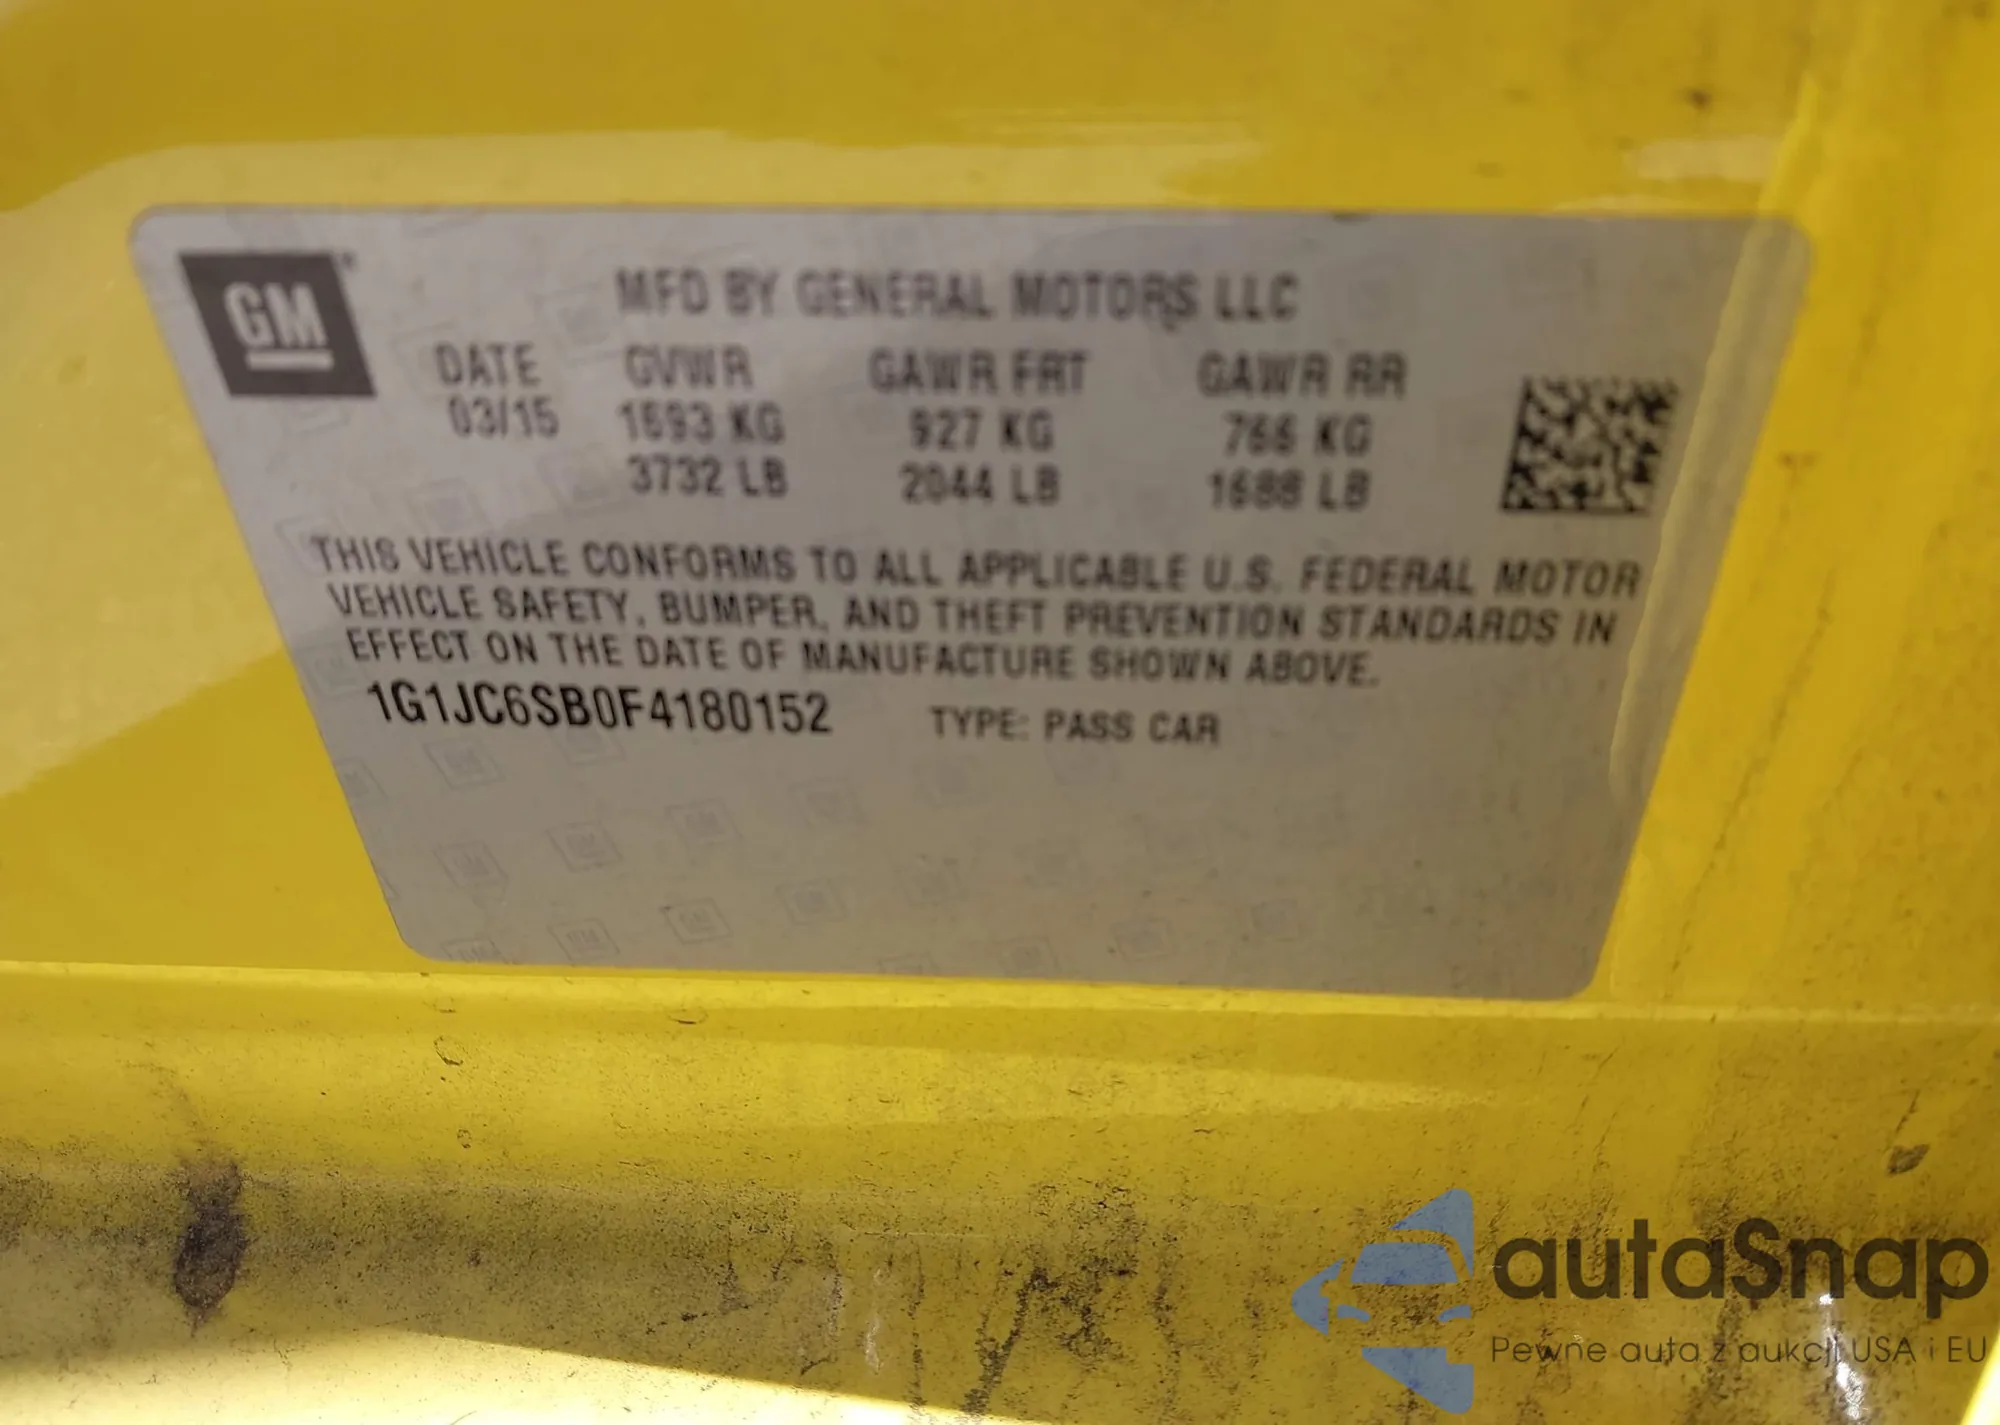 GM
MFD BY GENERAL MOTORS LLC
DATE GVWR GAWR FRT GAWR RR
03/15 1693 KG 927 KG 766 KG
3732 LB 2044 LB 1688 LB
THIS VEHICLE CONFORMS TO ALL APPLICABLE U.S. FEDERAL MOTOR
VEHICLE SAFETY, BUMPER, AND THEFT PREVENTION STANDARDS IN
EFFECT ON THE DATE OF MANUFACTURE SHOWN ABOVE.
1G1JC6SB0F4180152 TYPE: PASS CAR
autaSnap
Pewne auta z aukcji USA i EU